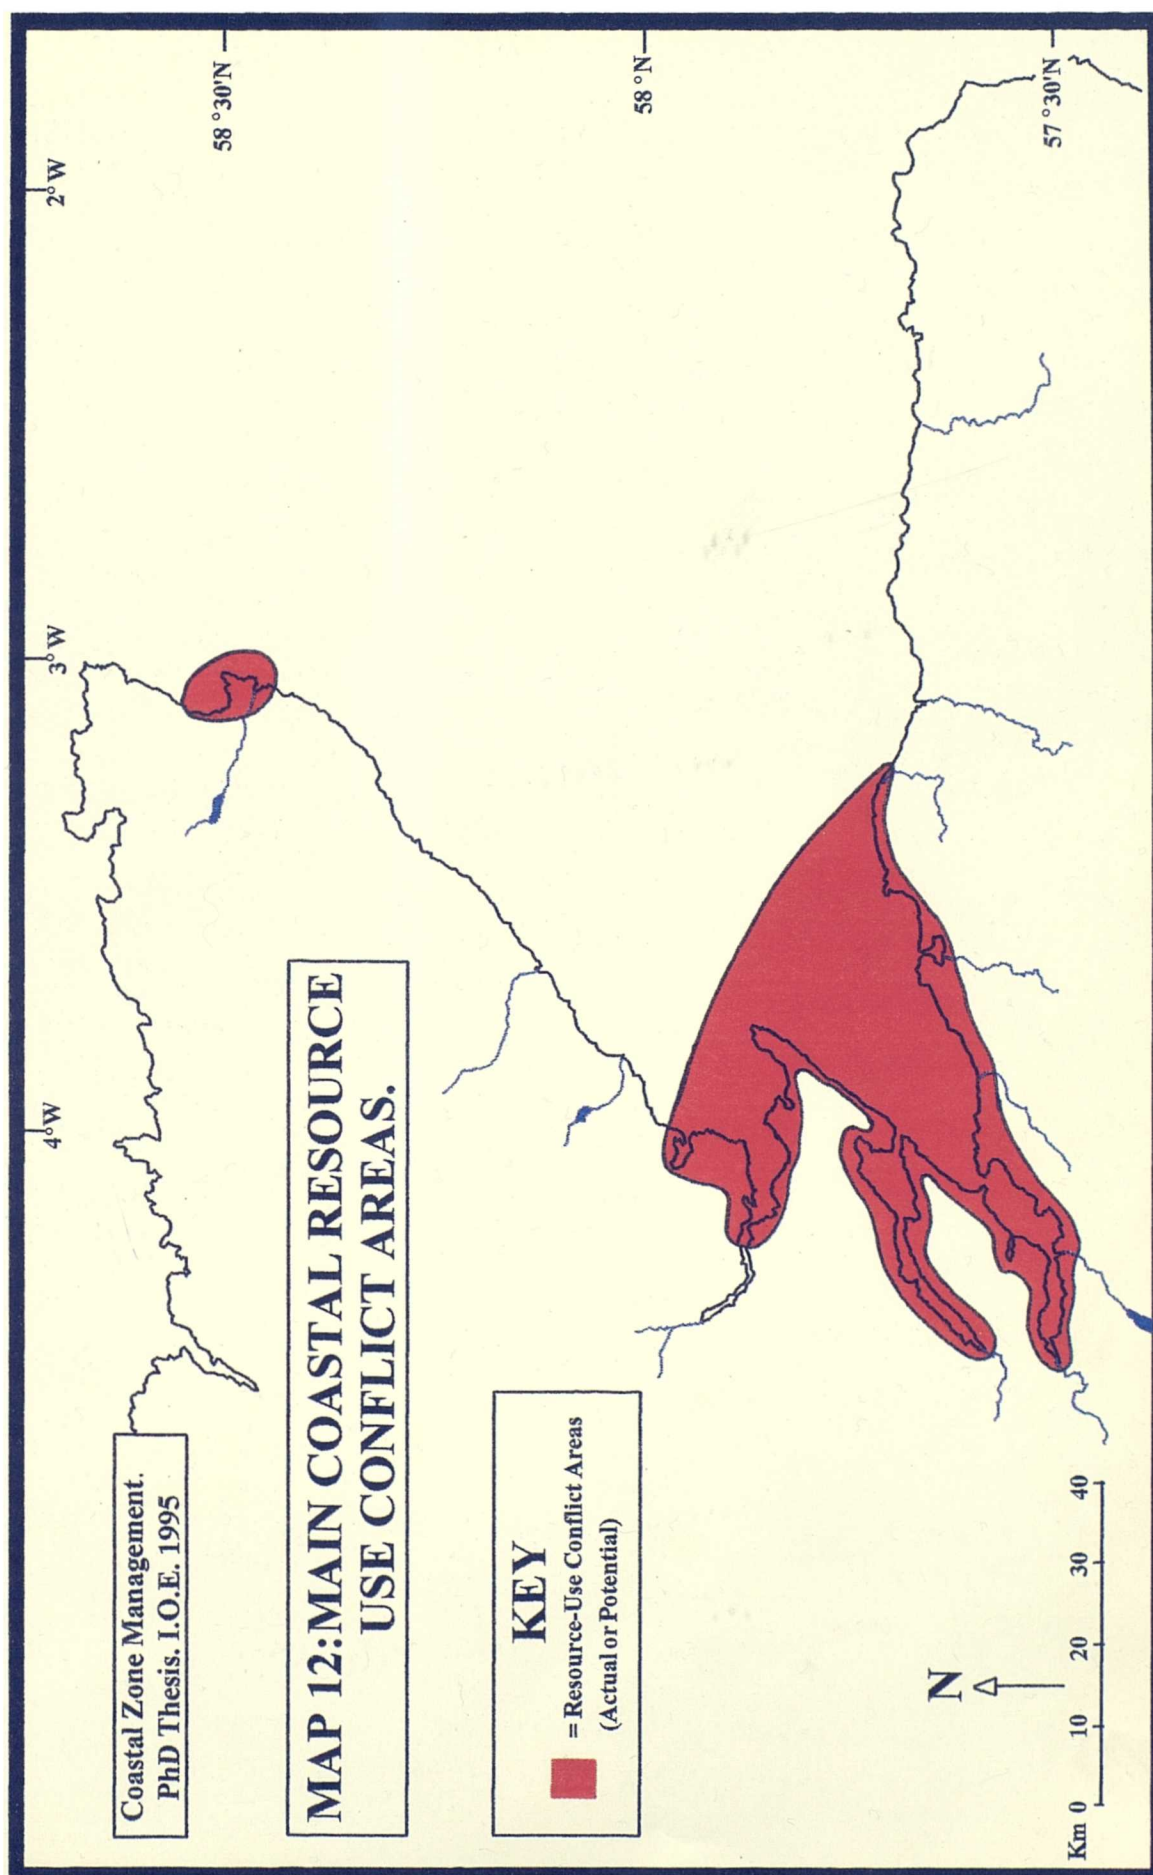 Coastal Zone Management.
PhD Thesis. I.O.E. 1995
MAP 12:MAIN COASTAL RESOURCE
USE CONFLICT AREAS.
KEY
= Resource-Use Conflict Areas
(Actual or Potential)
4°W
3°W
2°W
58°30'N
58°N
57°30'N
N
Km 0 10 20 30 40